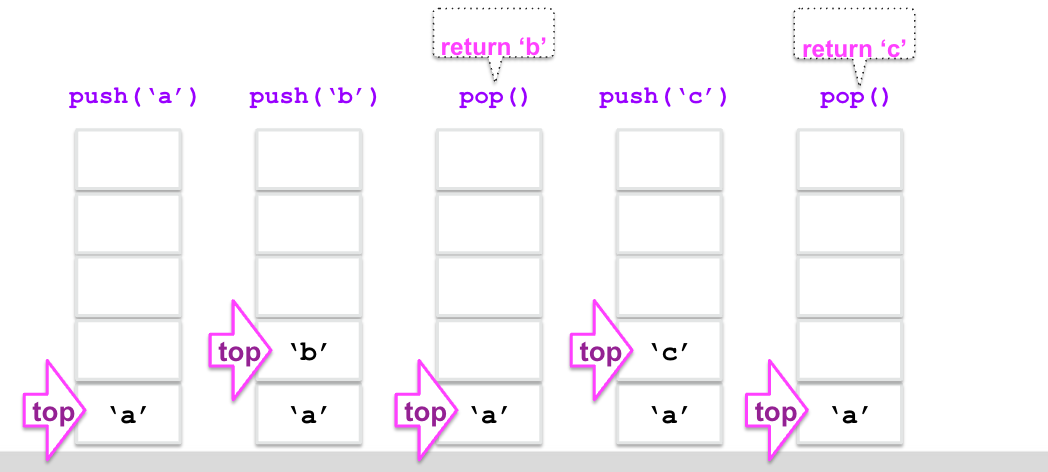 return ‘b’
return ‘c’
push(‘a’)
push(‘b’)
pop()
push(‘c’)
pop()
top
‘b’
top
‘c’
top
‘a’
‘a’
top
‘a’
‘a’
top
‘a’